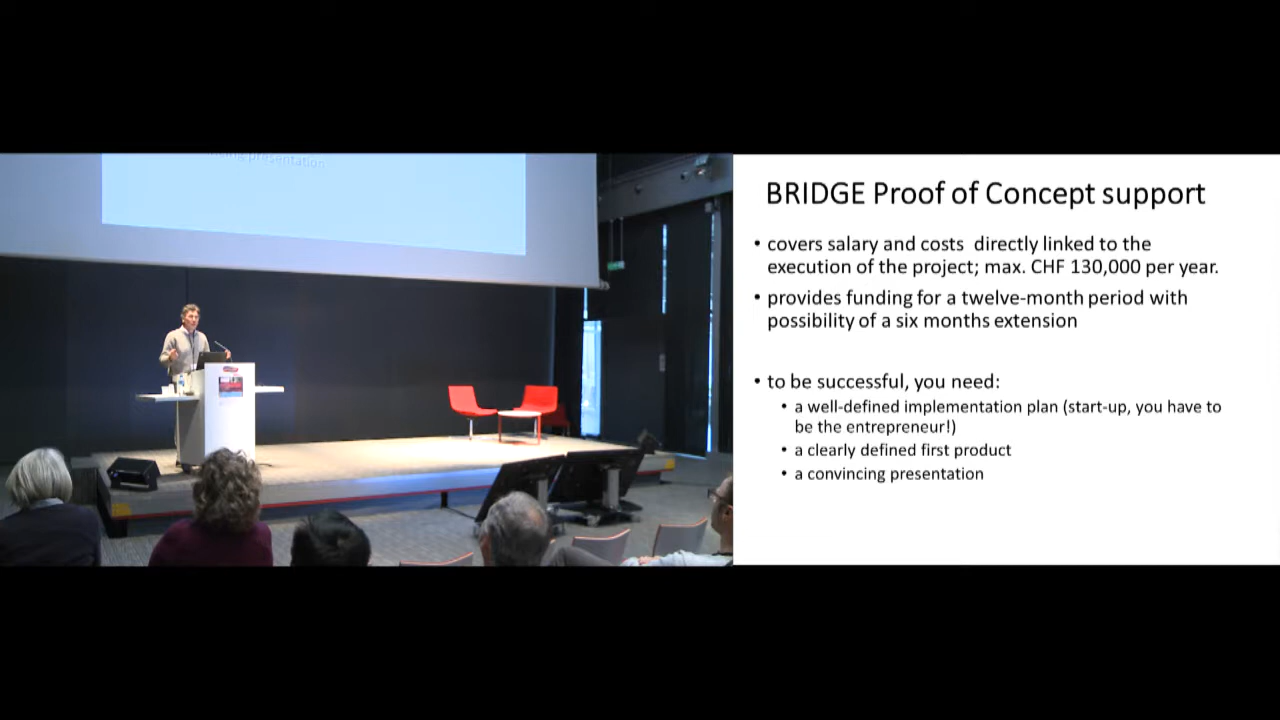 ncing presentation
BRIDGE Proof of Concept support
• covers salary and costs directly linked to the
execution of the project; max. CHF 130,000 per year.
• provides funding for a twelve-month period with
possibility of a six months extension
• to be successful, you need:
• a well-defined implementation plan (start-up, you have to
be the entrepreneur!)
• a clearly defined first product
• a convincing presentation